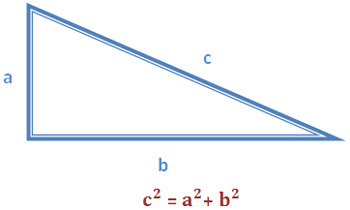 c
a
b
c² = a² + b²